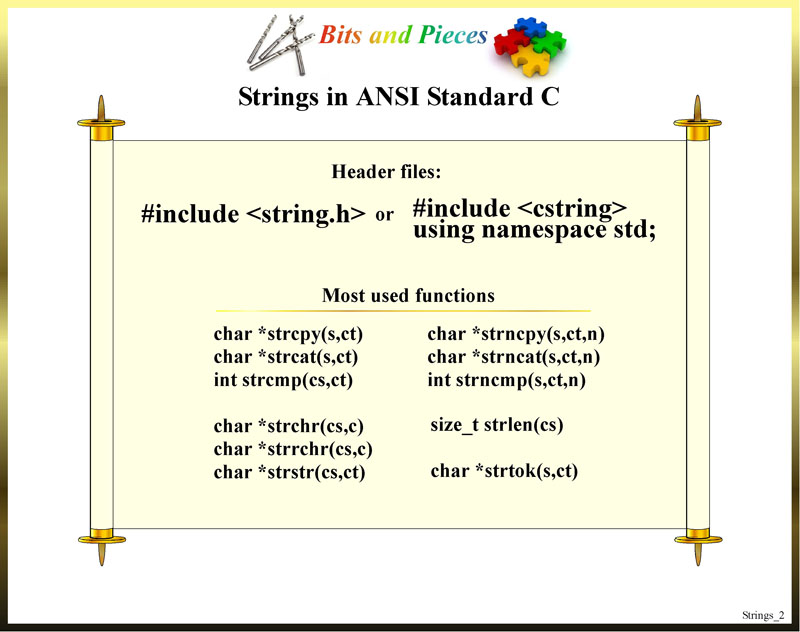 Bits and Pieces
Strings in ANSI Standard C
Header files:
#include <string.h> or #include <cstring>
using namespace std;
Most used functions
char *strcpy(s,ct)
char *strcat(s,ct)
int strcmp(cs,ct)
char *strncpy(s,ct,n)
char *strncat(s,ct,n)
int strncmp(s,ct,n)
char *strchr(cs,c)
char *strrchr(cs,c)
char *strstr(cs,ct)
size_t strlen(cs)
char *strtok(s,ct)
Strings_2